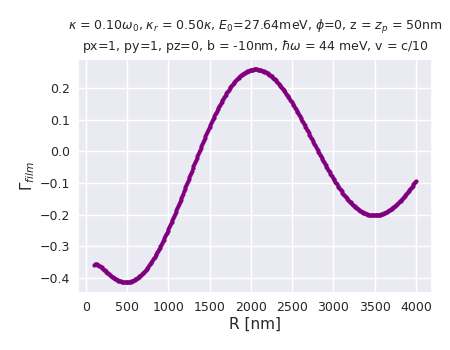 κ = 0.10ω₀, κᵣ = 0.50κ, E₀=27.64meV, ϕ=0, z = zₚ = 50nm
px=1, py=1, pz=0, b = -10nm, ħω = 44 meV, v = c/10
0.2
0.1
0.0
−0.1
−0.2
−0.3
−0.4
Γ_film
0 500 1000 1500 2000 2500 3000 3500 4000
R [nm]